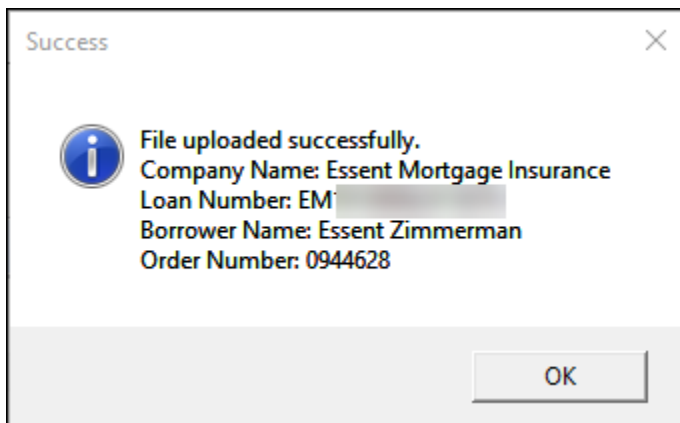 Success
File uploaded successfully.
Company Name: Essent Mortgage Insurance
Loan Number: EM
Borrower Name: Essent Zimmerman
Order Number: 0944628
OK